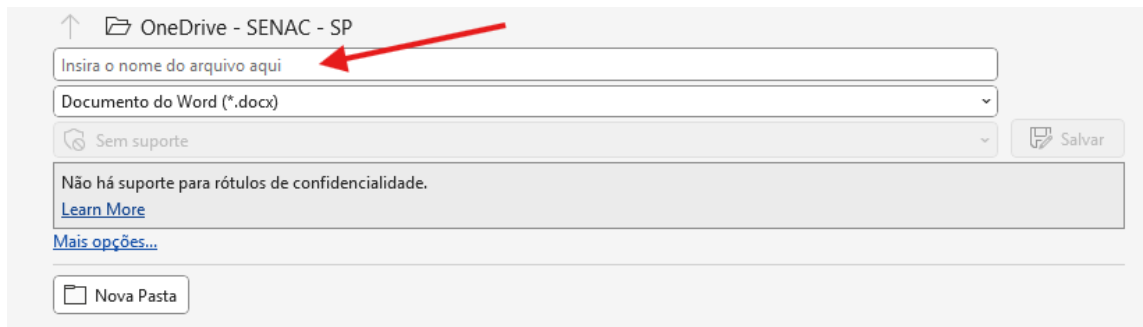 OneDrive - SENAC - SP
Insira o nome do arquivo aqui
Documento do Word (*.docx)
Sem suporte
Salvar
Não há suporte para rótulos de confidencialidade.
Learn More
Mais opções...
Nova Pasta